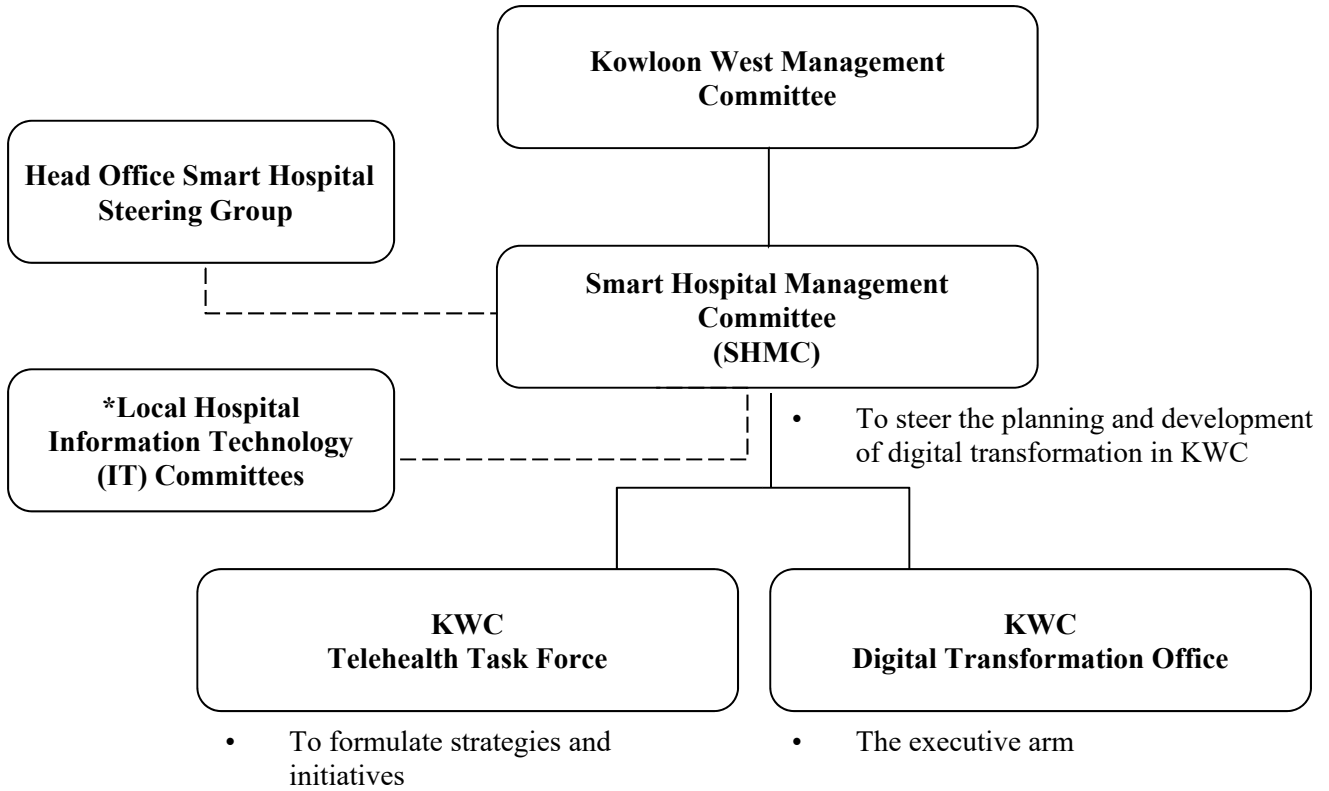 Kowloon West Management
Committee
Head Office Smart Hospital
Steering Group
Smart Hospital Management
Committee
(SHMC)
*Local Hospital
Information Technology
(IT) Committees
• To steer the planning and development
of digital transformation in KWC
KWC
Telehealth Task Force
KWC
Digital Transformation Office
• To formulate strategies and
initiatives
• The executive arm